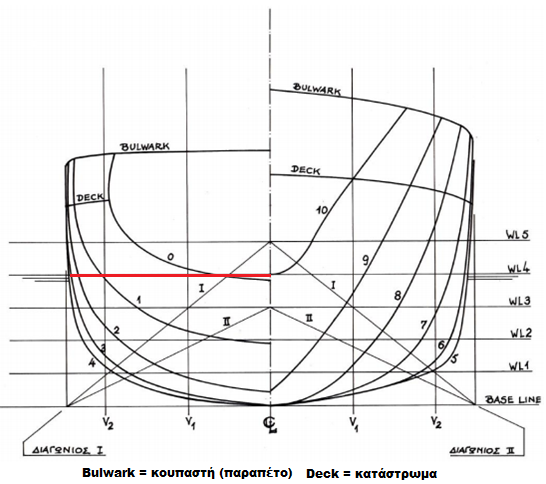 BULWARK
BULWARK
DECK
DECK
10
0
9
8
7
6
5
1
2
3
4
I
I
II
II
WL5
WL4
WL3
WL2
WL1
BASE LINE
V2 V1 CL V1 V2
ΔΙΑΓΩΝΙΟΣ I ΔΙΑΓΩΝΙΟΣ II
Bulwark = κουπαστή (παραπέτο) Deck = κατάστρωμα